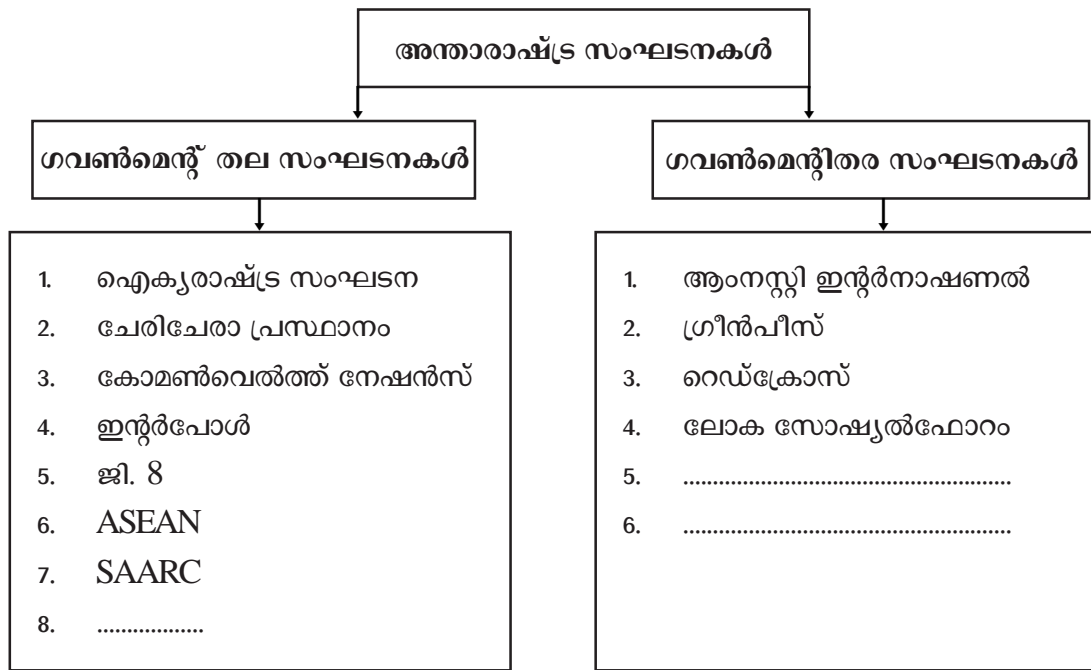 അന്താരാഷ്ട്ര സംഘടനകൾ
ഗവൺമെന്റ് തല സംഘടനകൾ
1. ഐക്യരാഷ്ട്ര സംഘടന
2. ചേരിചേരാ പ്രസ്ഥാനം
3. കോമൺവെൽത്ത് നേഷൻസ്
4. ഇന്റർപോൾ
5. ജി. 8
6. ASEAN
7. SAARC
8. ..................
ഗവൺമെന്റിതര സംഘടനകൾ
1. ആംനസ്റ്റി ഇന്റർനാഷണൽ
2. ഗ്രീൻപീസ്
3. റെഡ്ക്രോസ്
4. ലോക സോഷ്യൽഫോറം
5. .......................................................
6. .......................................................